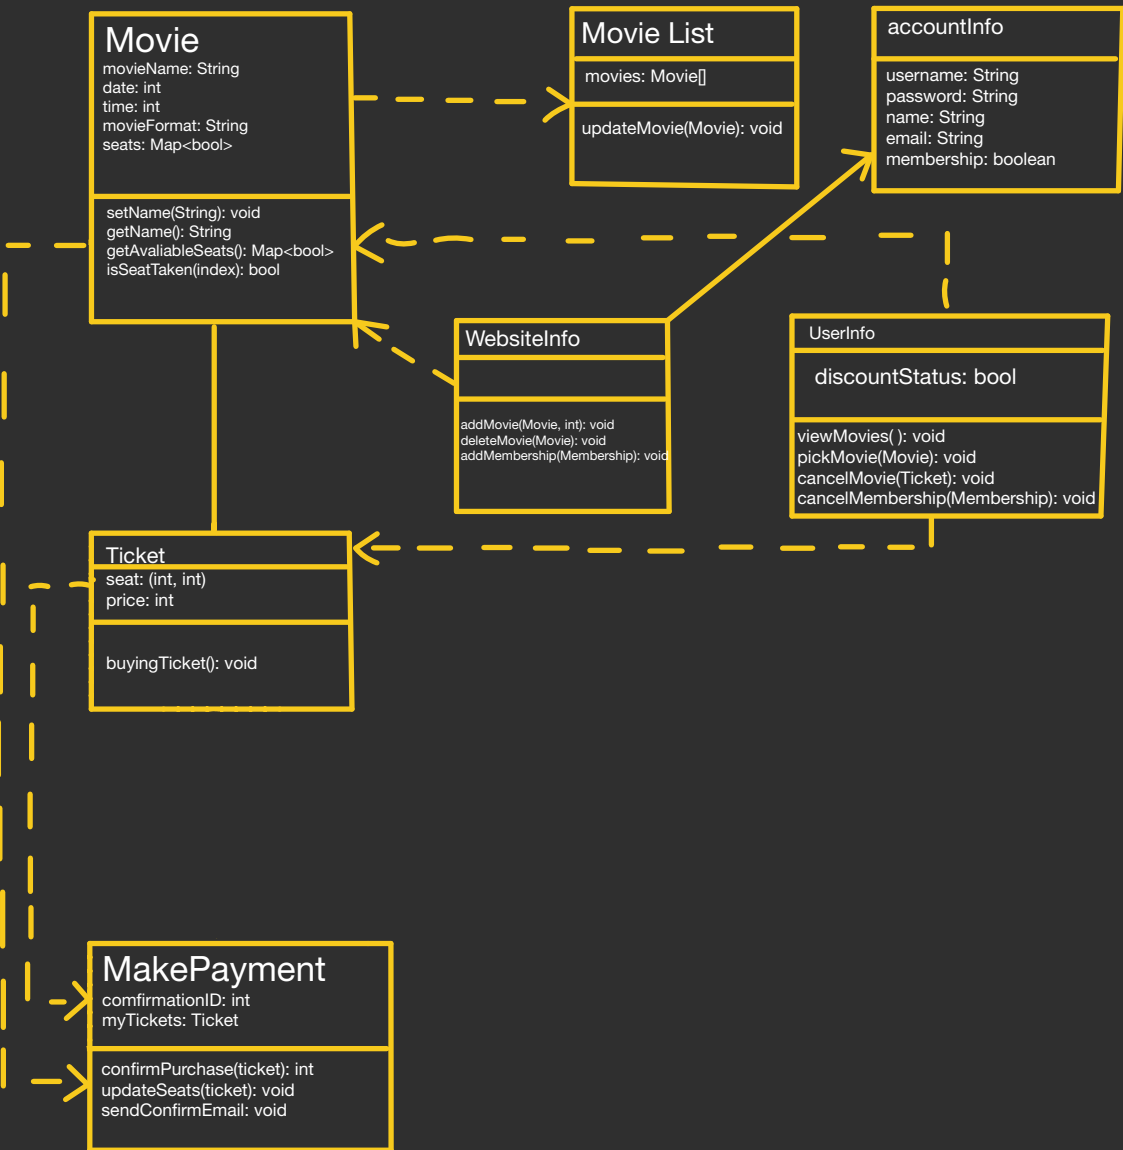 Movie
movieName: String
date: int
time: int
movieFormat: String
seats: Map<bool>
setName(String): void
getName(): String
getAvaliableSeats(): Map<bool>
isSeatTaken(index): bool
Movie List
movies: Movie[]
updateMovie(Movie): void
accountInfo
username: String
password: String
name: String
email: String
membership: boolean
WebsiteInfo
addMovie(Movie, int): void
deleteMovie(Movie): void
addMembership(Membership): void
UserInfo
discountStatus: bool
viewMovies( ): void
pickMovie(Movie): void
cancelMovie(Ticket): void
cancelMembership(Membership): void
Ticket
seat: (int, int)
price: int
buyingTicket(): void
MakePayment
comfirmationID: int
myTickets: Ticket
confirmPurchase(ticket): int
updateSeats(ticket): void
sendConfirmEmail: void